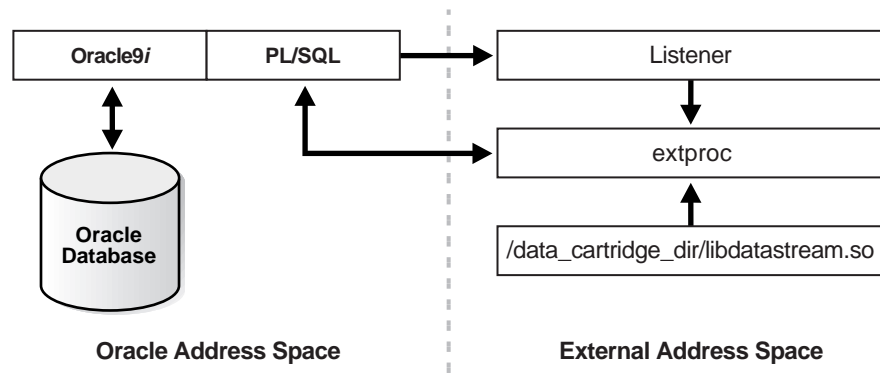 Oracle9i
PL/SQL
Listener
extproc
Oracle
Database
/data_cartridge_dir/libdatastream.so
Oracle Address Space
External Address Space